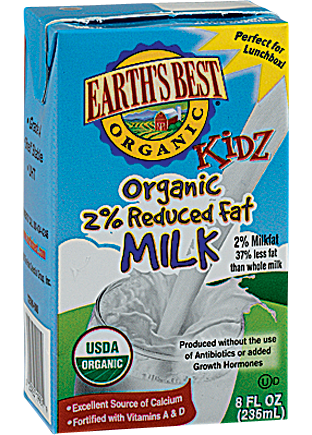 Perfect for
Lunchbox!
EARTH'S BEST
ORGANIC
KiDZ
Organic
2% Reduced Fat
MILK
2% Milkfat
37% less fat
than whole milk
USDA
ORGANIC
Produced without the use
of Antibiotics or added
Growth Hormones
• Excellent Source of Calcium
• Fortified with Vitamins A & D
U D
8 FL OZ
(236mL)
• Grade A
• UHT